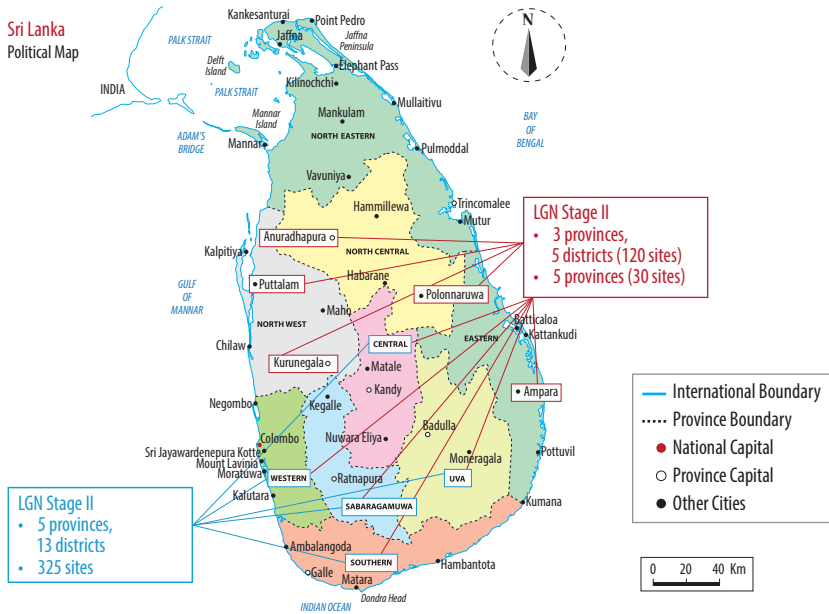 Sri Lanka
Political Map
Kankesanturai
Point Pedro
PALK STRAIT
Jaffna
Jaffna
Peninsula
N
Delft
Island
Elephant Pass
INDIA
PALK STRAIT
Kilinochchi
Mullaitivu
Mannar
Island
Mankulam
NORTH EASTERN
BAY
OF
BENGAL
ADAM'S
BRIDGE
Mannar
Pulmoddal
Vavuniya
Trincomalee
Hammillewa
Mutur
LGN Stage II
• 3 provinces,
5 districts (120 sites)
• 5 provinces (30 sites)
Anuradhapura
Kalpitiya
NORTH CENTRAL
Puttalam
Habarane
Polonnaruwa
GULF
OF
MANNAR
NORTH WEST
Maho
Batticaloa
Kattankudi
EASTERN
CENTRAL
Chilaw
Kurunegala
Matale
Kandy
Ampara
Negombo
Kegalle
Badulla
Nuwara Eliya
Colombo
Sri Jayawardenepura Kotte
Mount Lavinia
Moratuwa
Moneragala
Pottuvil
WESTERN
Ratnapura
UVA
Kalutara
SABARAGAMUWA
Kumana
LGN Stage II
• 5 provinces,
13 districts
• 325 sites
Ambalangoda
SOUTHERN
Hambantota
Galle
Matara
Dondra Head
INDIAN OCEAN
International Boundary
Province Boundary
National Capital
Province Capital
Other Cities
0 20 40 Km